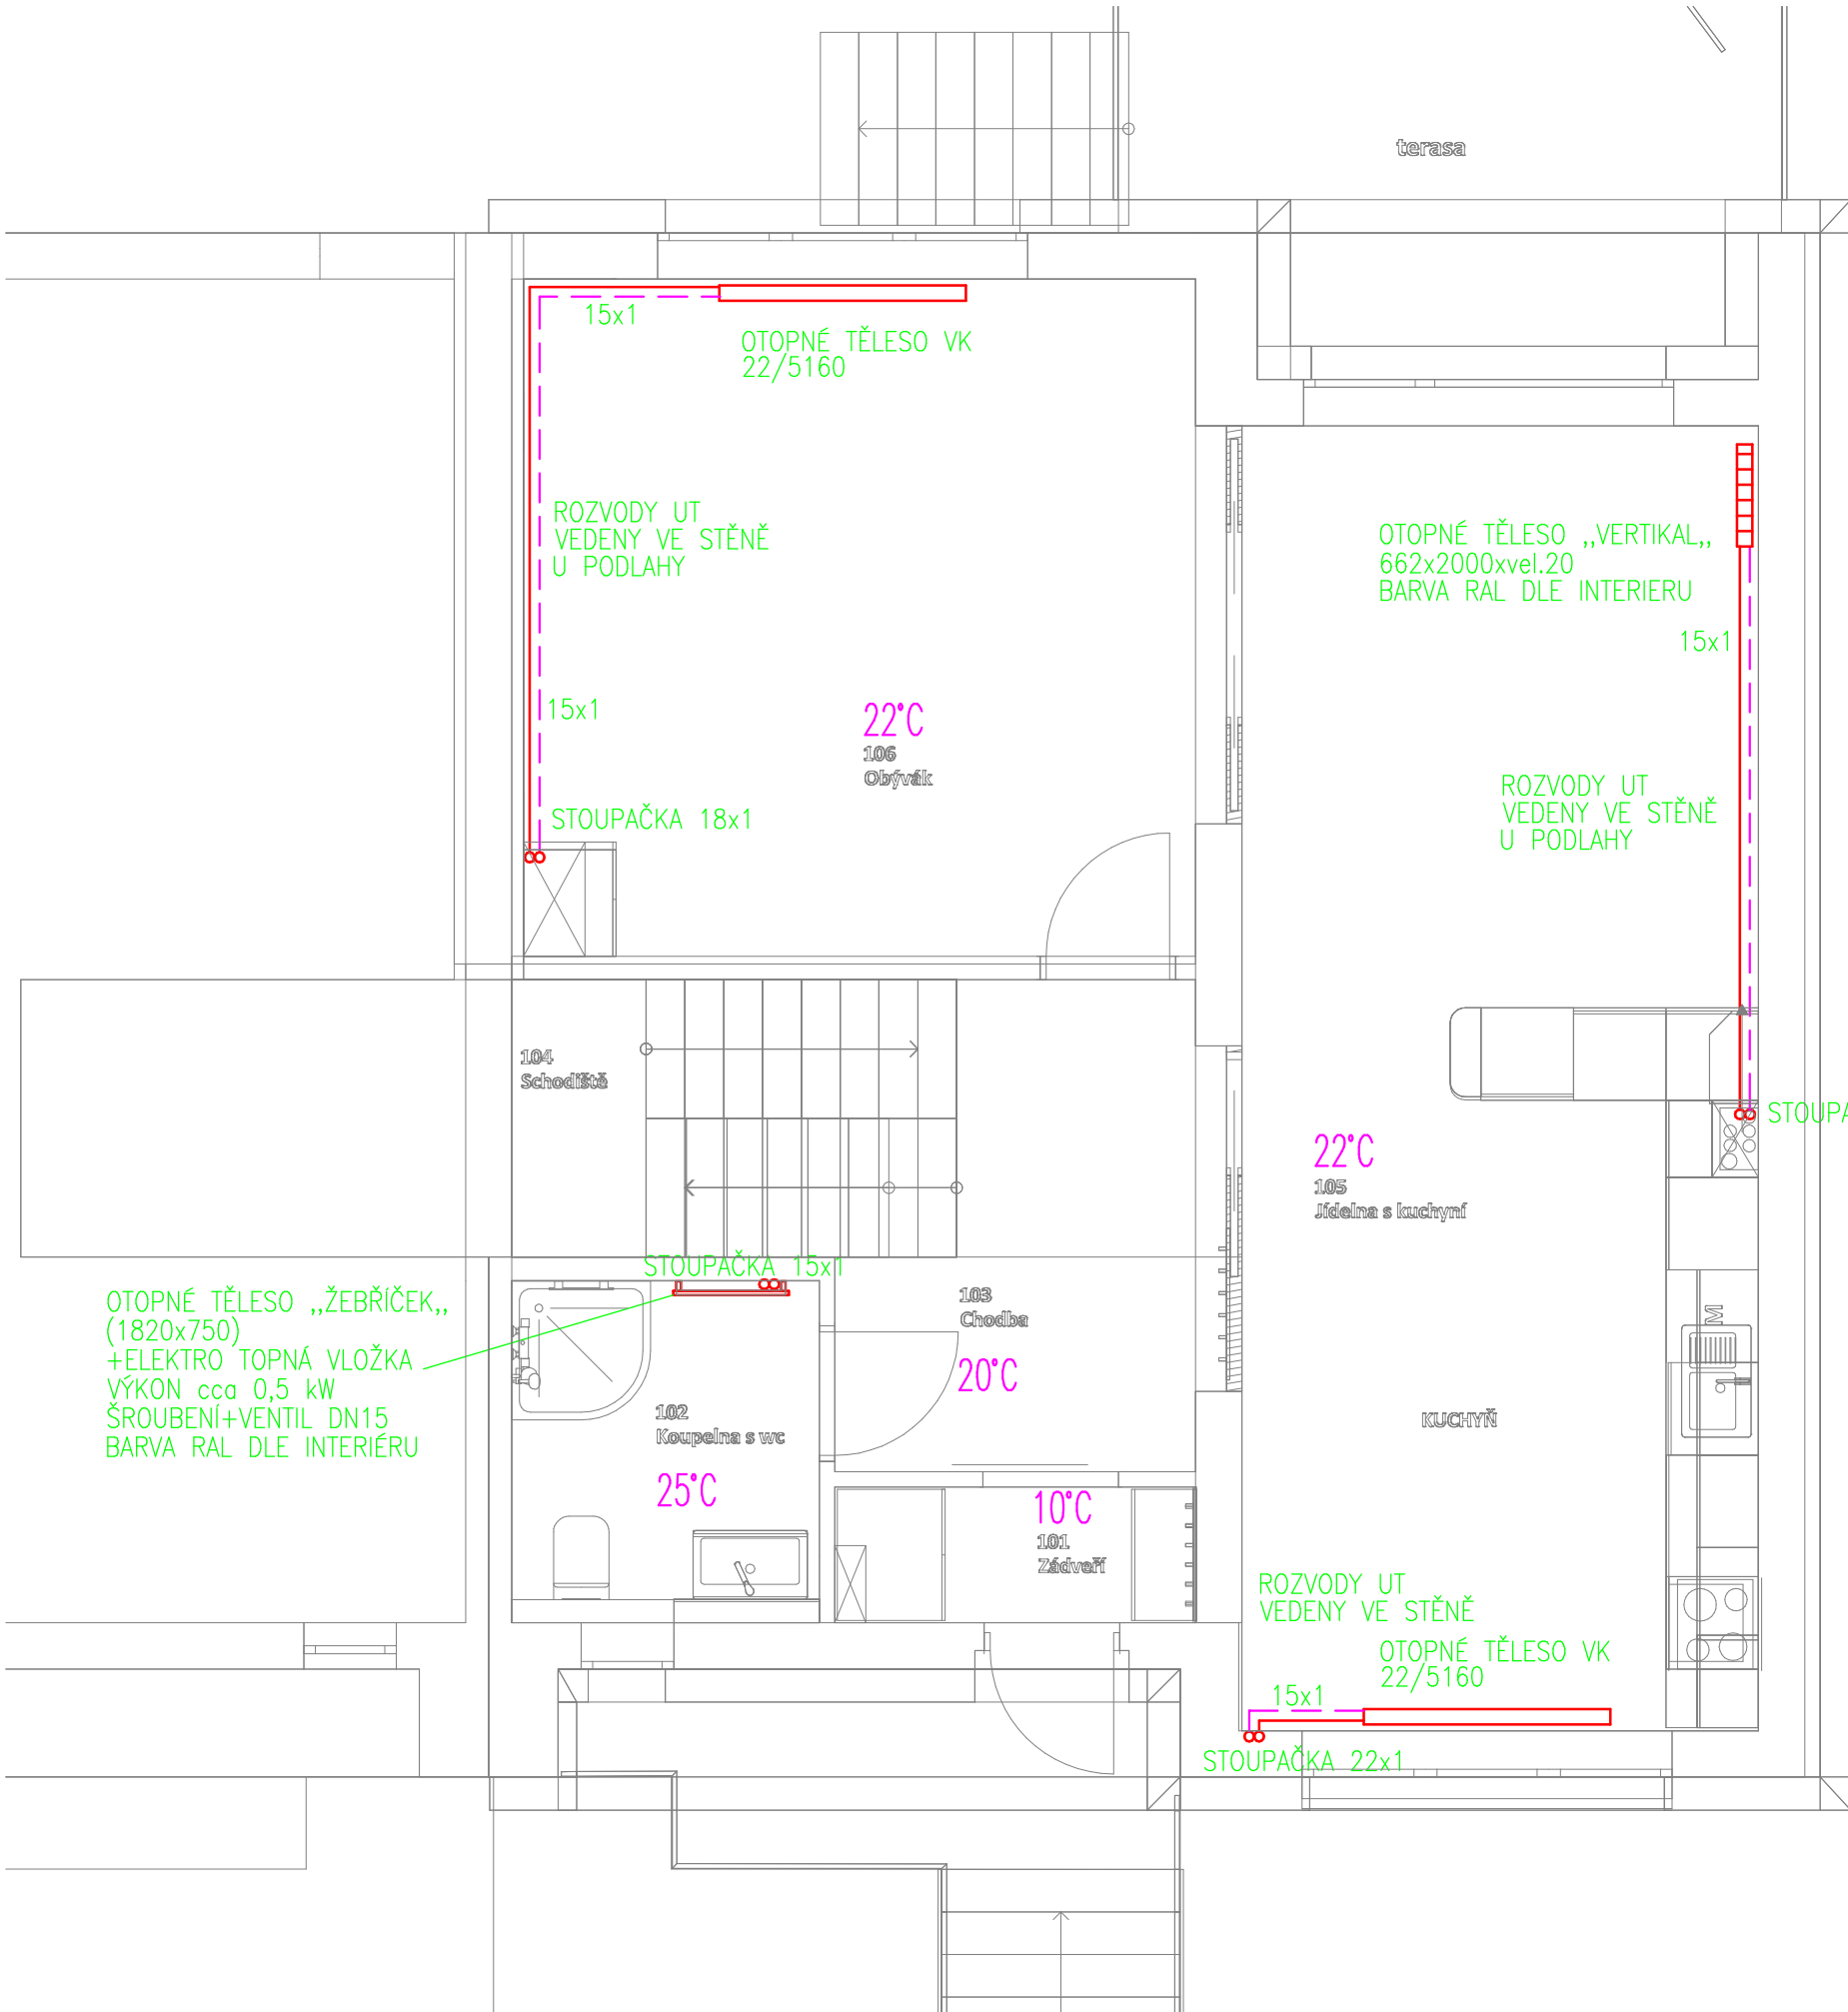 terasa
15x1
OTOPNÉ TĚLESO VK
22/5160
ROZVODY UT
VEDENY VE STĚNĚ
U PODLAHY
OTOPNÉ TĚLESO ,,VERTIKAL,,
662x2000xvel.20
BARVA RAL DLE INTERIERU
15x1
15x1
22°C
106
Obývák
STOUPAČKA 18x1
ROZVODY UT
VEDENY VE STĚNĚ
U PODLAHY
104
Schodiště
STOUPA
22°C
105
Jídelna s kuchyní
STOUPAČKA 15x1
OTOPNÉ TĚLESO ,,ŽEBŘÍČEK,,
(1820x750)
+ELEKTRO TOPNÁ VLOŽKA
VÝKON cca 0,5 kW
ŠROUBENÍ+VENTIL DN15
BARVA RAL DLE INTERIÉRU
103
Chodba
20°C
M
102
Koupelna s wc
25°C
KUCHYŇ
10°C
101
Zádveří
ROZVODY UT
VEDENY VE STĚNĚ
OTOPNÉ TĚLESO VK
22/5160
15x1
STOUPAČKA 22x1